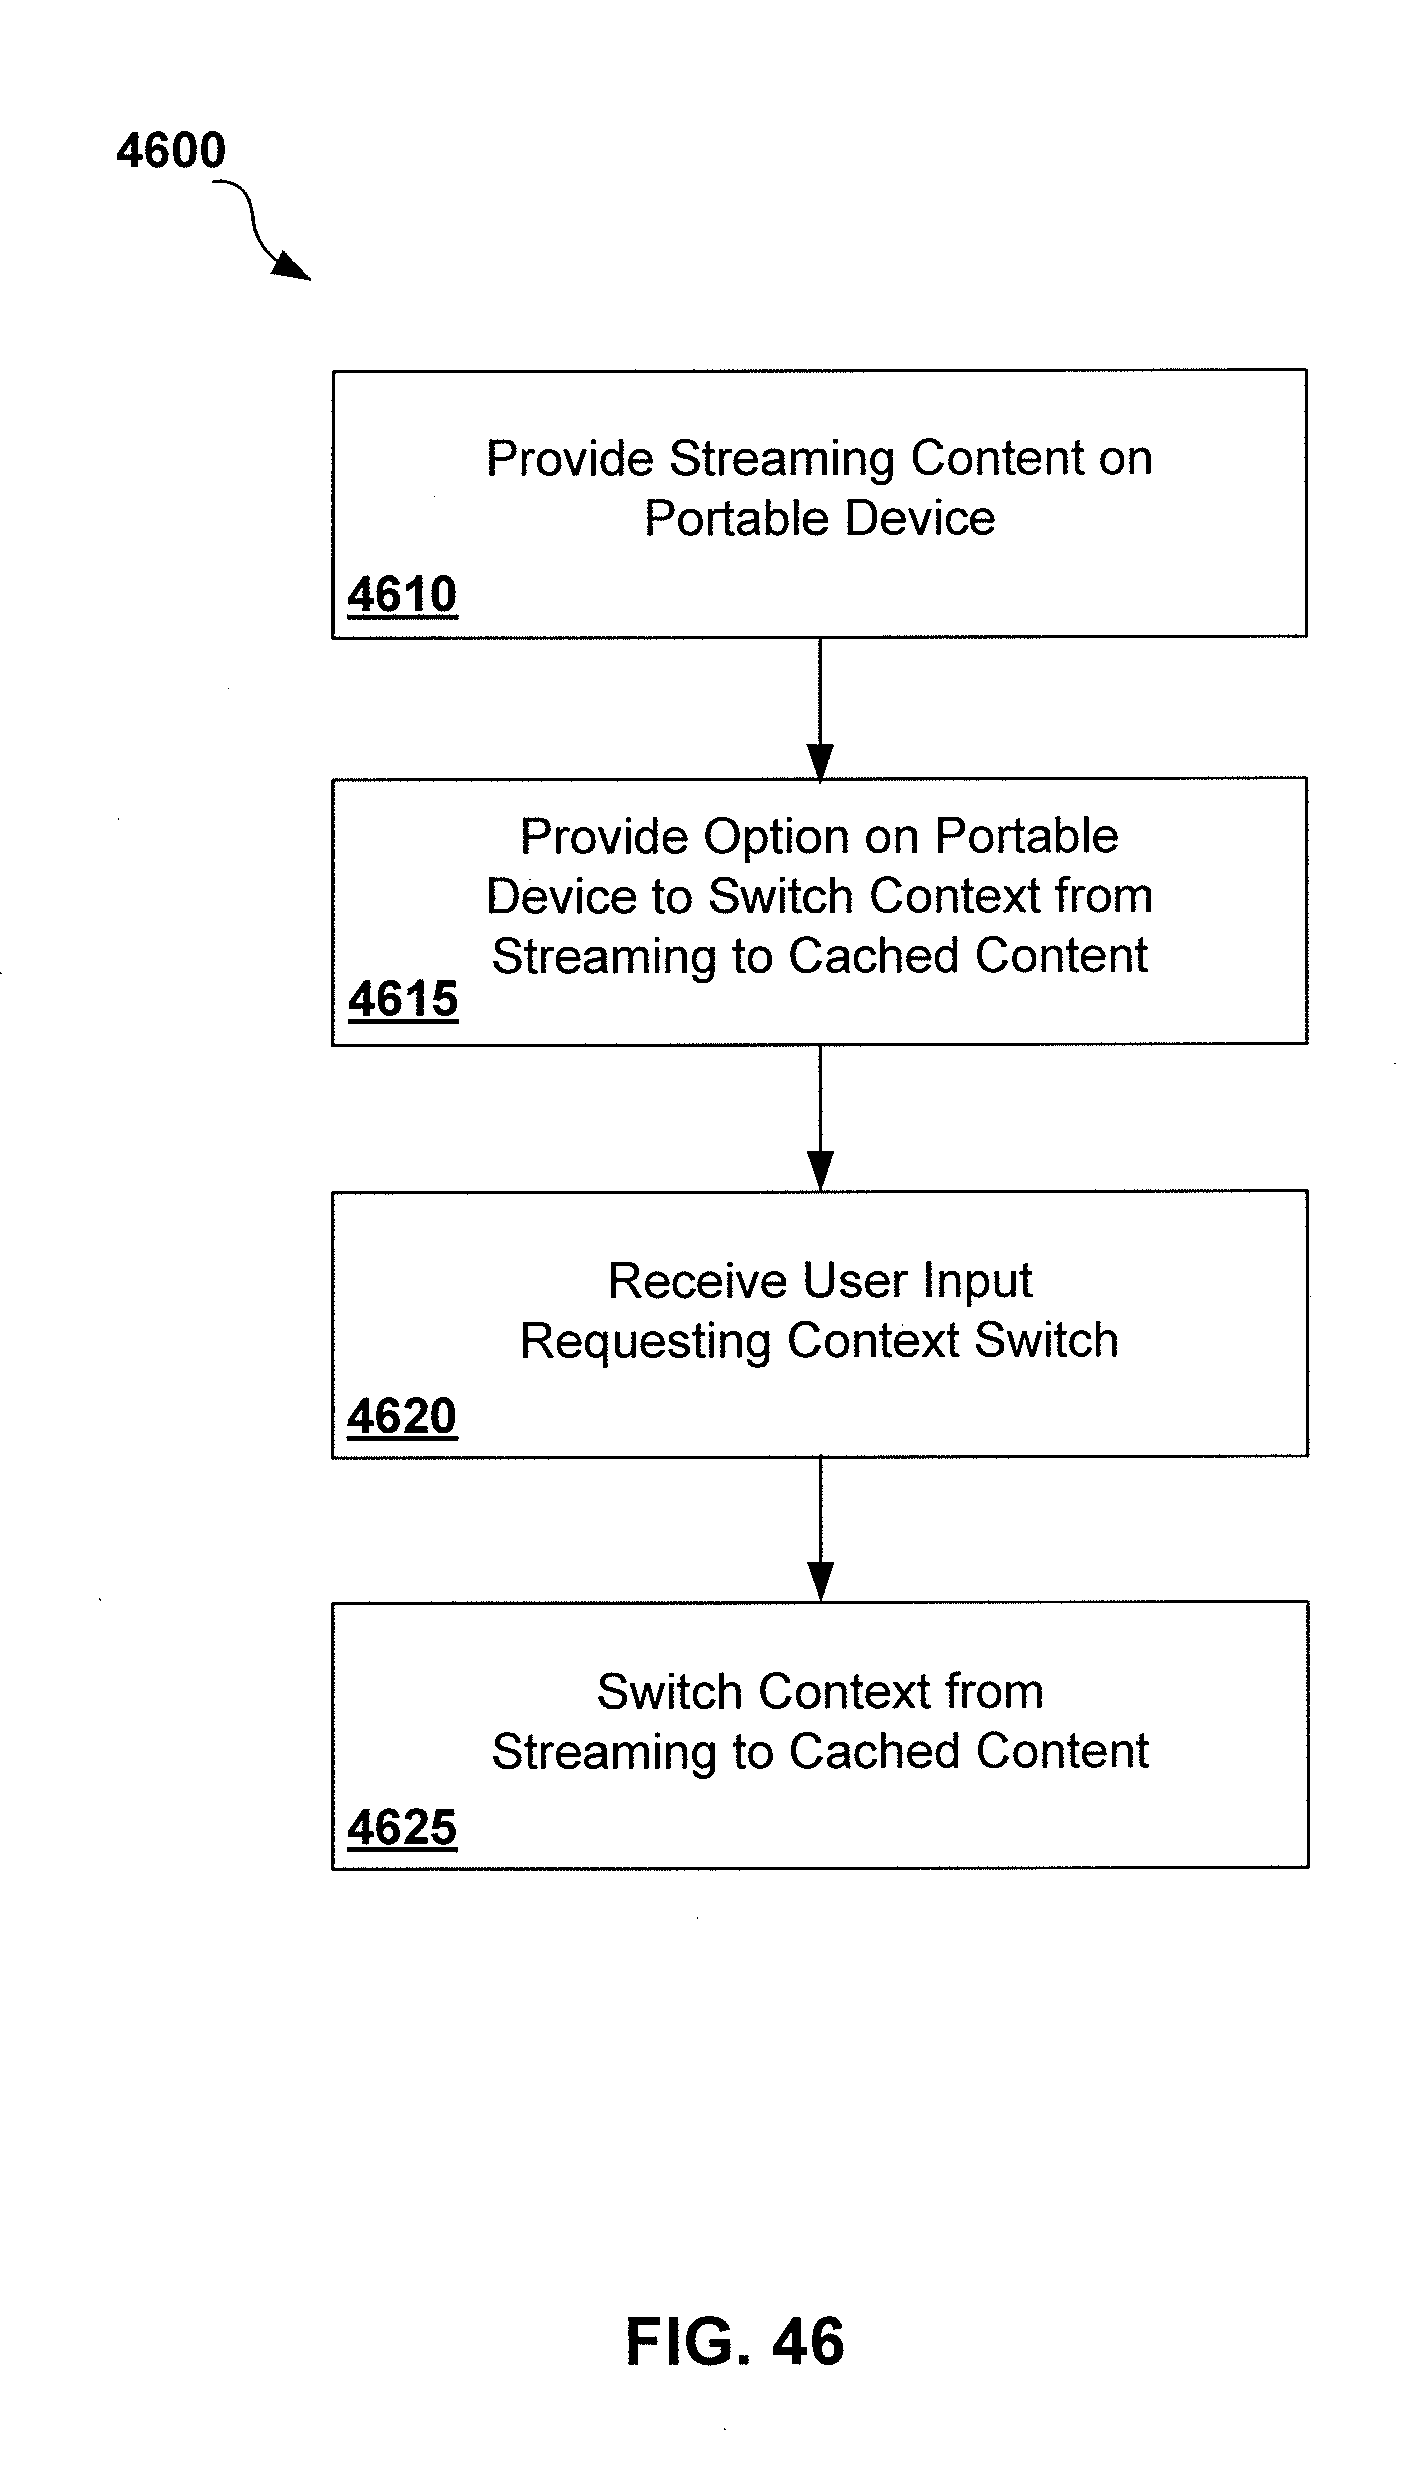 4600
Provide Streaming Content on
Portable Device
4610
Provide Option on Portable
Device to Switch Context from
Streaming to Cached Content
4615
Receive User Input
Requesting Context Switch
4620
Switch Context from
Streaming to Cached Content
4625
FIG. 46